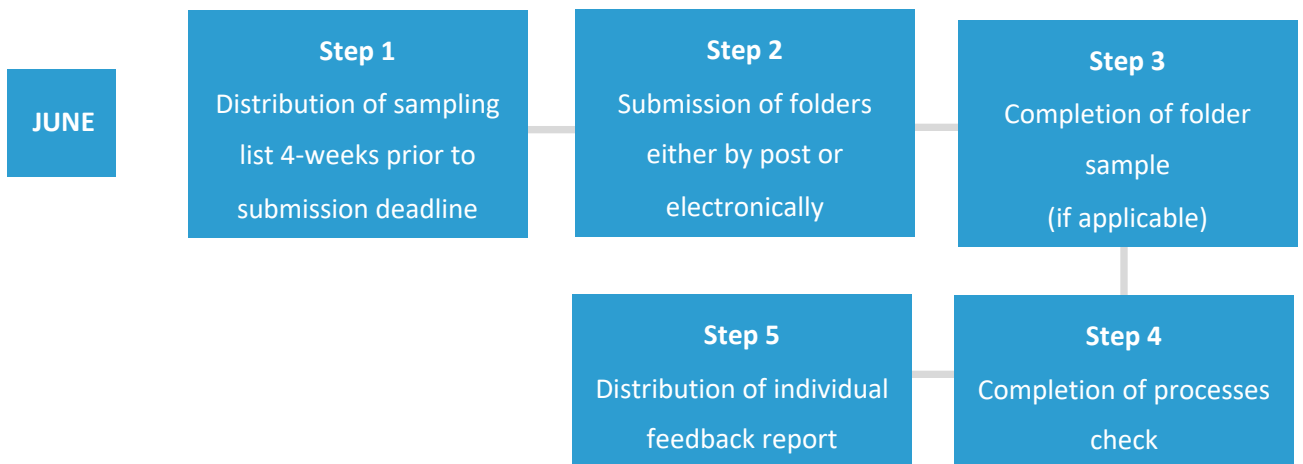 JUNE
Step 1
Distribution of sampling
list 4-weeks prior to
submission deadline
Step 2
Submission of folders
either by post or
electronically
Step 3
Completion of folder
sample
(if applicable)
Step 4
Completion of processes
check
Step 5
Distribution of individual
feedback report